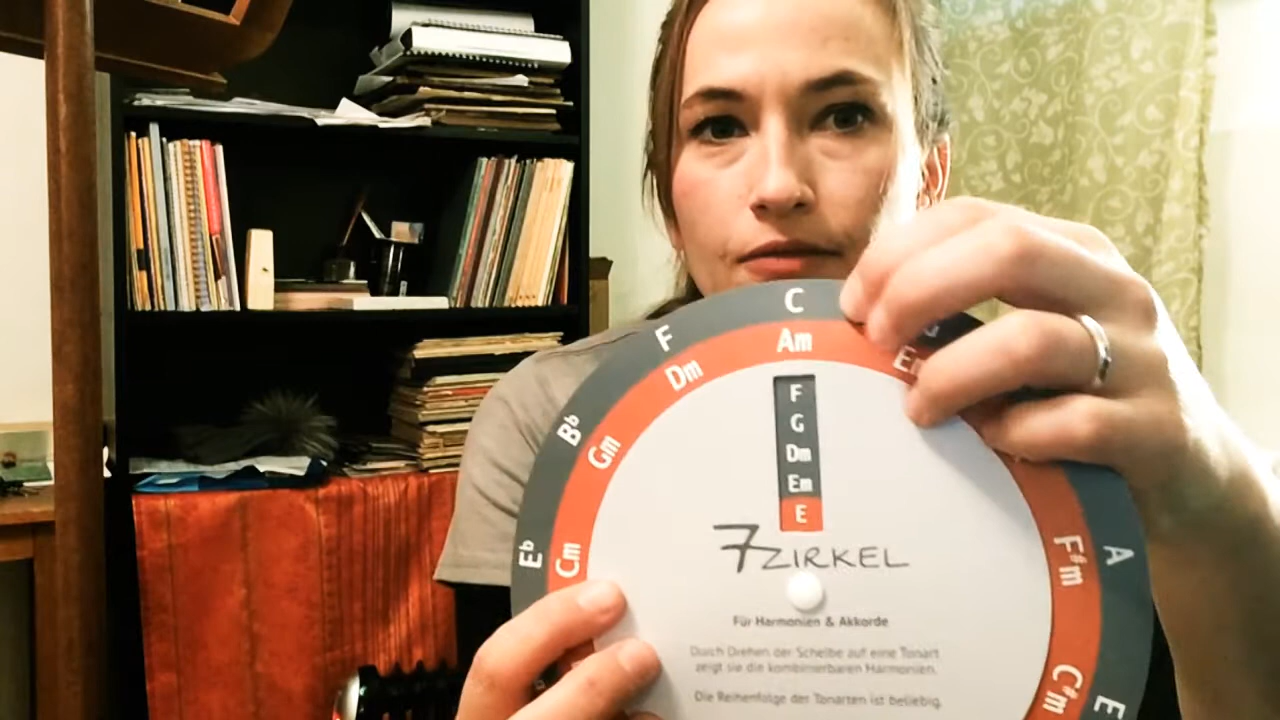 C
F
Am
Dm
B♭
Gm
E♭
Cm
F
G
Dm
Em
E
7ZIRKEL
Für Harmonien & Akkorde
Durch Drehen der Scheibe auf eine Tonart
zeigt sie die kombinierbaren Harmonien.
Die Reihenfolge der Tonarten ist beliebig.
A
F#m
E
C#m